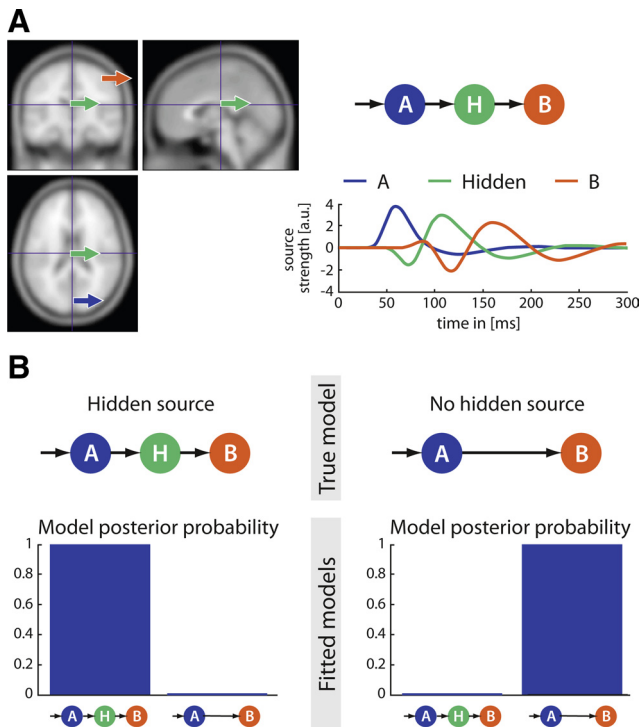 A
A H B
A Hidden B
source
strength [a.u.]
4
2
0
-2
-4
0 50 100 150 200 250 300
time in [ms]
B
Hidden source
A H B
True model
No hidden source
A B
Model posterior probability
1
0.8
0.6
0.4
0.2
0
A H B A B
Fitted models
Model posterior probability
1
0.8
0.6
0.4
0.2
0
A H B A B